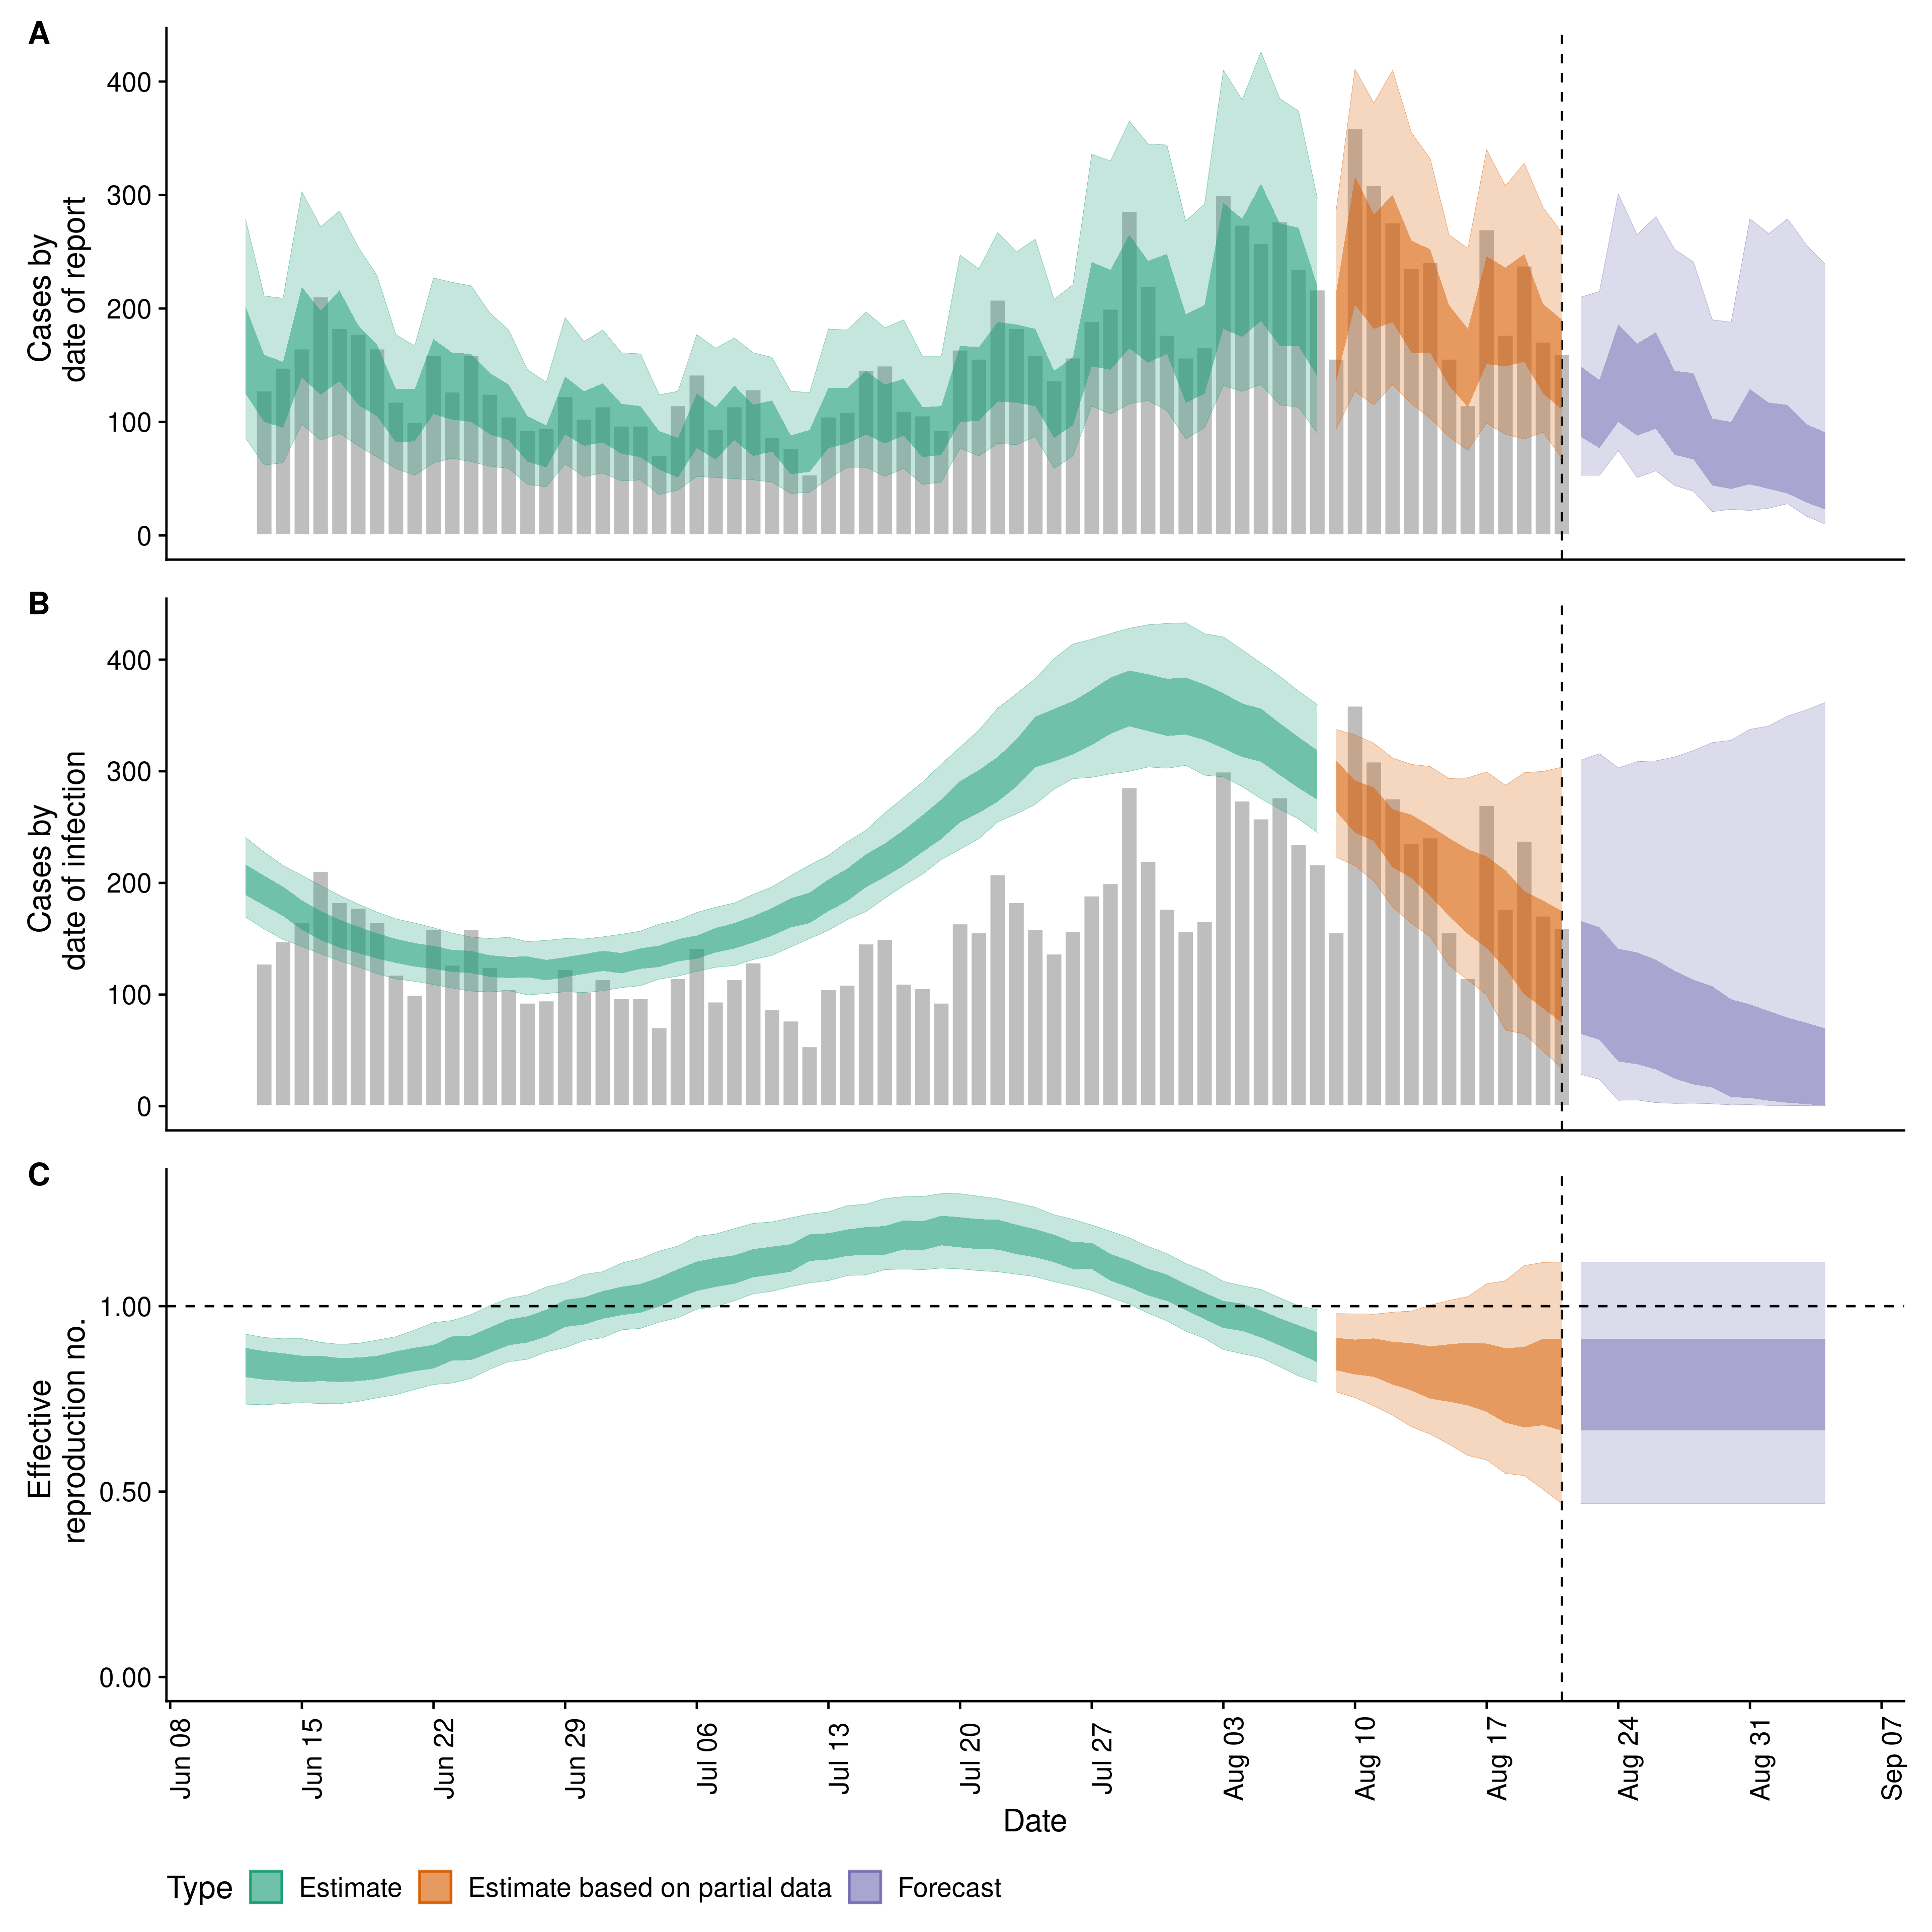 A
Cases by
date of report
400
300
200
100
0
B
Cases by
date of infection
400
300
200
100
0
C
Effective
reproduction no.
1.00
0.50
0.00
Jun 08
Jun 15
Jun 22
Jun 29
Jul 06
Jul 13
Jul 20
Jul 27
Aug 03
Aug 10
Aug 17
Aug 24
Aug 31
Sep 07
Date
Type Estimate Estimate based on partial data Forecast